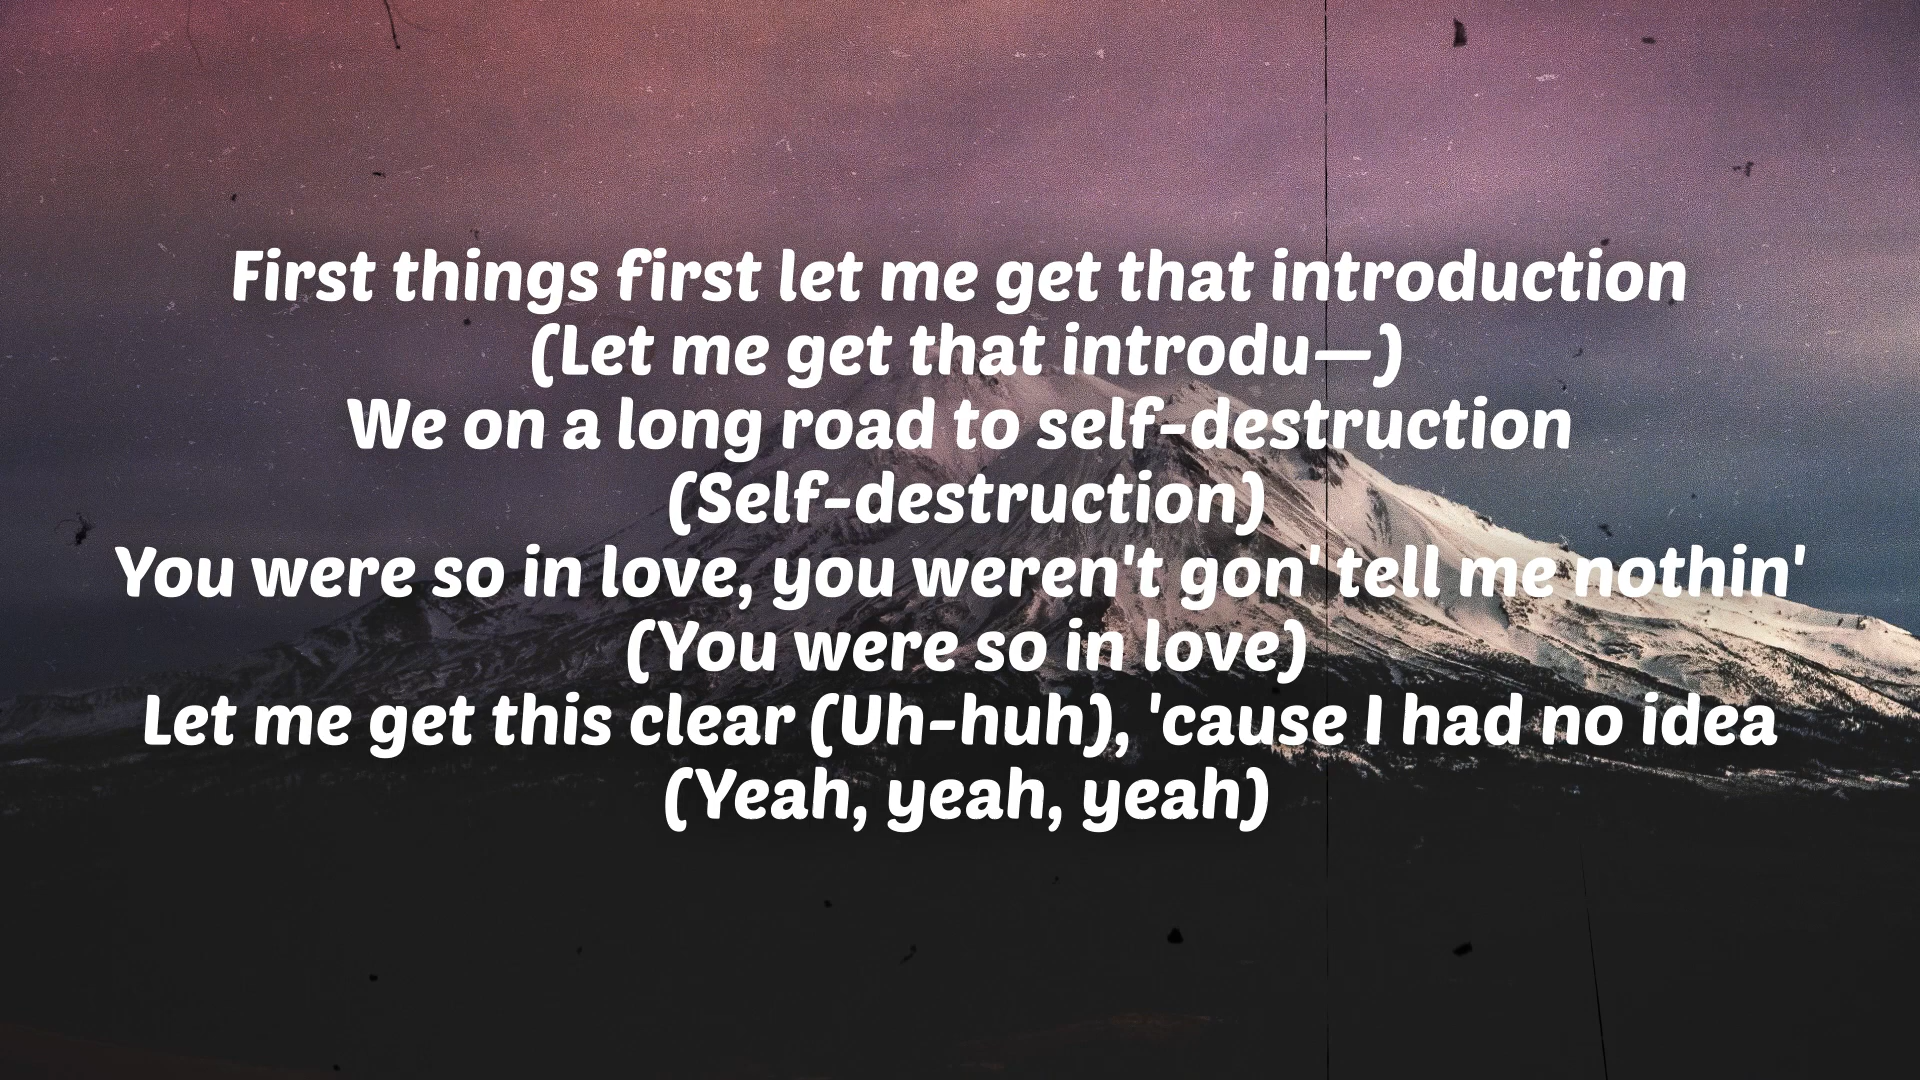 First things first let me get that introduction
(Let me get that introdu—)
We on a long road to self-destruction
(Self-destruction)
You were so in love, you weren't gon' tell me nothin'
(You were so in love)
Let me get this clear (Uh-huh), 'cause I had no idea
(Yeah, yeah, yeah)